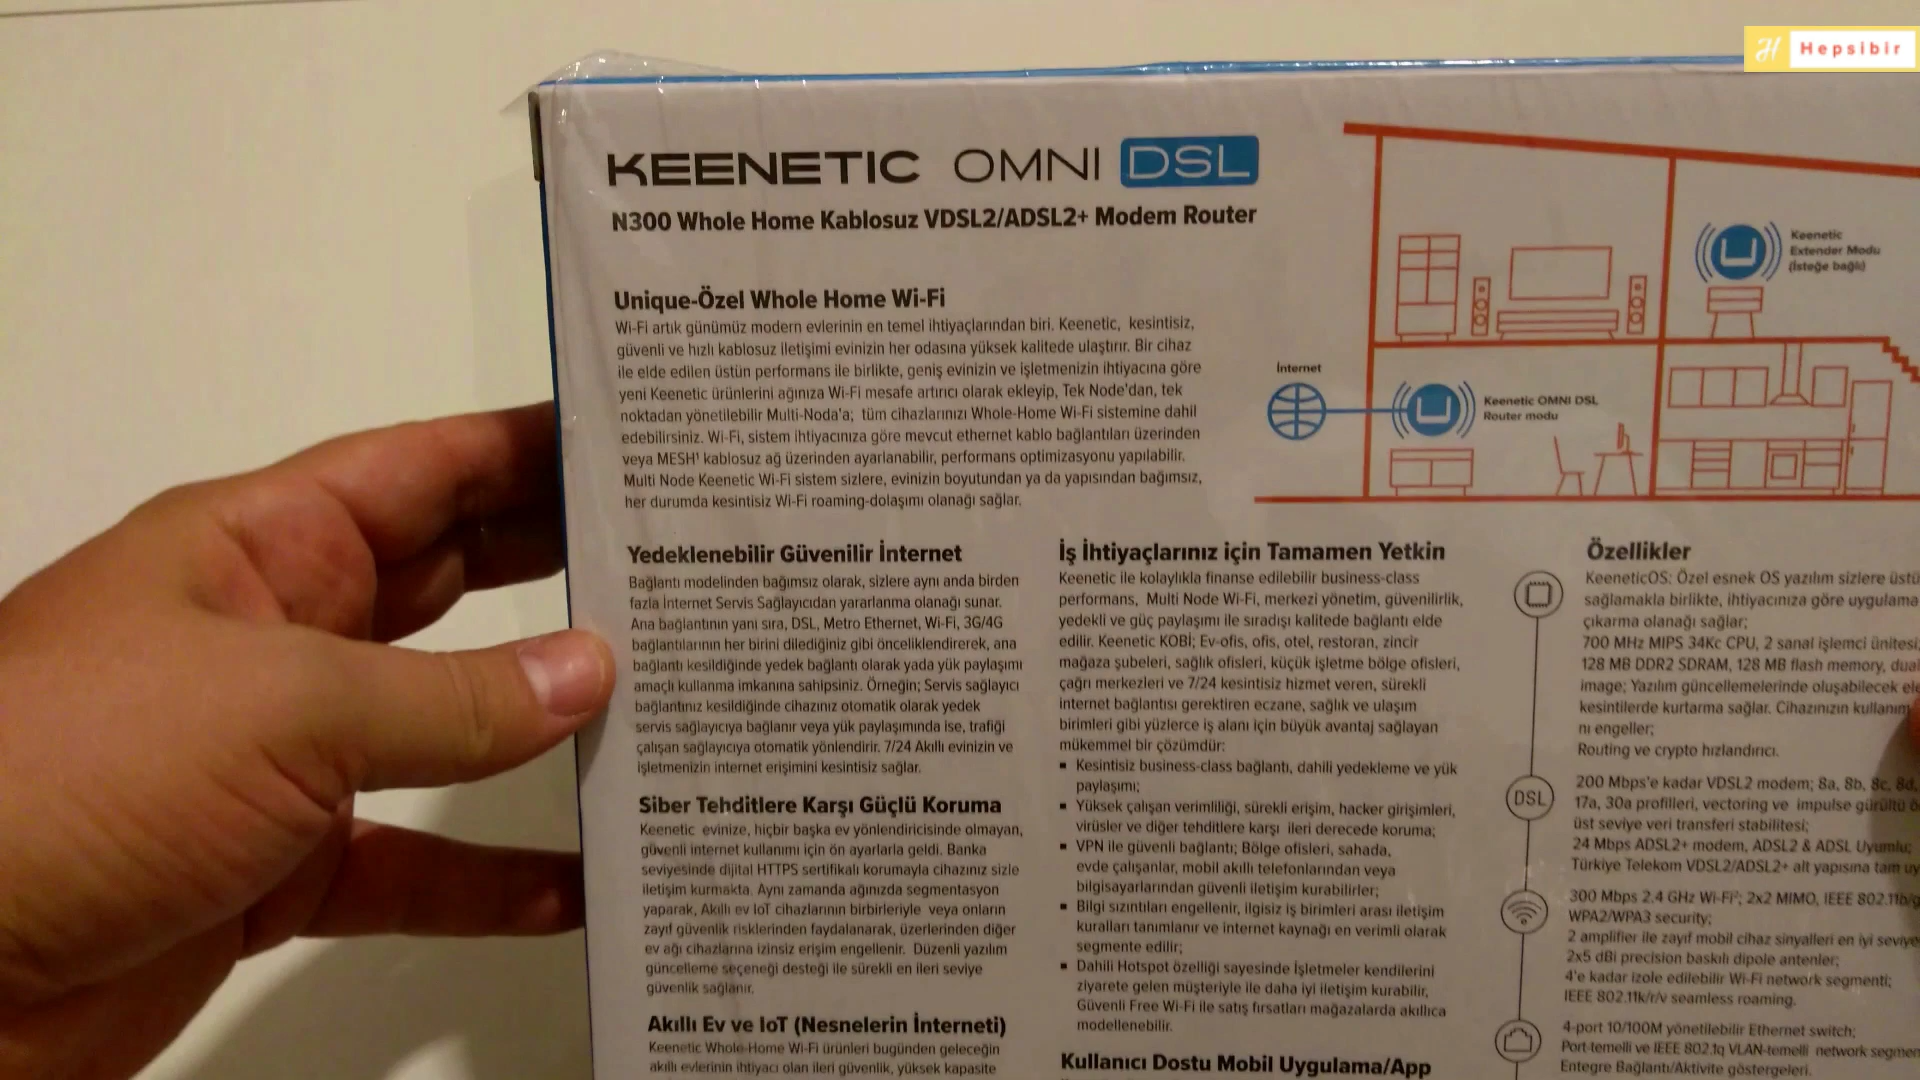 H Hepsibir
KEENETIC OMNI DSL
N300 Whole Home Kablosuz VDSL2/ADSL2+ Modem Router
Unique-Özel Whole Home Wi-Fi
Wi-Fi artık günümüz modern evlerinin en temel ihtiyaçlarından biri. Keenetic, kesintisiz,
güvenli ve hızlı kablosuz iletişimi evinizin her odasına yüksek kalitede ulaştırır. Bir cihaz
ile elde edilen üstün performans ile birlikte, geniş evinizin ve işletmenizin ihtiyacına göre
yeni Keenetic ürünlerini ağınıza Wi-Fi mesafe artırıcı olarak ekleyip, Tek Node'dan, tek
noktadan yönetilebilir Multi-Noda'a; tüm cihazlarınızı Whole-Home Wi-Fi sistemine dahil
edebilirsiniz. Wi-Fi, sistem ihtiyacınıza göre mevcut ethernet kablo bağlantıları üzerinden
veya MESH¹ kablosuz ağ üzerinden ayarlanabilir, performans optimizasyonu yapılabilir.
Multi Node Keenetic Wi-Fi sistem sizlere, evinizin boyutundan ya da yapısından bağımsız,
her durumda kesintisiz Wi-Fi roaming-dolaşımı olanağı sağlar.
Keenetic
Extender Modu
(İsteğe bağlı)
İnternet
Keenetic OMNI DSL
Router modu
Yedeklenebilir Güvenilir İnternet
Bağlantı modelinden bağımsız olarak, sizlere aynı anda birden
fazla İnternet Servis Sağlayıcıdan yararlanma olanağı sunar.
Ana bağlantının yanı sıra, DSL, Metro Ethernet, Wi-Fi, 3G/4G
bağlantılarının her birini dilediğiniz gibi önceliklendirerek, ana
bağlantı kesildiğinde yedek bağlantı olarak yada yük paylaşımı
amaçlı kullanma imkanına sahipsiniz. Örneğin; Servis sağlayıcı
bağlantınız kesildiğinde cihazınız otomatik olarak yedek
servis sağlayıcıya bağlanır veya yük paylaşımında ise, trafiği
çalışan sağlayıcıya otomatik yönlendirir. 7/24 Akıllı evinizin ve
işletmenizin internet erişimini kesintisiz sağlar.
Siber Tehditlere Karşı Güçlü Koruma
Keenetic evinize, hiçbir başka ev yönlendiricisinde olmayan,
güvenli internet kullanımı için ön ayarlarla geldi. Banka
seviyesinde dijital HTTPS sertifikalı korumayla cihazınız sizle
iletişim kurmakta. Aynı zamanda ağınızda segmentasyon
yaparak, Akıllı ev IoT cihazlarının birbirleriyle veya onların
zayıf güvenlik risklerinden faydalanarak, üzerlerinden diğer
ev ağı cihazlarına izinsiz erişim engellenir. Düzenli yazılım
güncelleme seçeneği desteği ile sürekli en ileri seviye
güvenlik sağlanır.
Akıllı Ev ve IoT (Nesnelerin İnterneti)
Keenetic Whole-Home Wi-Fi ürünleri bugünden geleceğin
akıllı evlerinin ihtiyacı olan ileri güvenlik, yüksek kapasite
İş İhtiyaçlarınız için Tamamen Yetkin
Keenetic ile kolaylıkla finanse edilebilir business-class
performans, Multi Node Wi-Fi, merkezi yönetim, güvenilirlik,
yedekli ve güç paylaşımı ile sıradışı kalitede bağlantı elde
edilir. Keenetic KOBİ; Ev-ofis, ofis, otel, restoran, zincir
mağaza şubeleri, sağlık ofisleri, küçük işletme bölge ofisleri,
çağrı merkezleri ve 7/24 kesintisiz hizmet veren, sürekli
internet bağlantısı gerektiren eczane, sağlık ve ulaşım
birimleri gibi yüzlerce iş alanı için büyük avantaj sağlayan
mükemmel bir çözümdür:
▪ Kesintisiz business-class bağlantı, dahili yedekleme ve yük
paylaşımı;
▪ Yüksek çalışan verimliliği, sürekli erişim, hacker girişimleri,
virüsler ve diğer tehditlere karşı ileri derecede koruma;
▪ VPN ile güvenli bağlantı; Bölge ofisleri, sahada,
evde çalışanlar, mobil akıllı telefonlarından veya
bilgisayarlarından güvenli iletişim kurabilirler;
▪ Bilgi sızıntıları engellenir, ilgisiz iş birimleri arası iletişim
kuralları tanımlanır ve internet kaynağı en verimli olarak
segmente edilir;
▪ Dahili Hotspot özelliği sayesinde İşletmeler kendilerini
ziyarete gelen müşteriyle ile daha iyi iletişim kurabilir,
Güvenli Free Wi-Fi ile satış fırsatları mağazalarda akıllıca
modellenebilir.
Kullanıcı Dostu Mobil Uygulama/App
Özellikler
KeeneticOS: Özel esnek OS yazılım sizlere üstü
sağlamakla birlikte, ihtiyacınıza göre uygulama
çıkarma olanağı sağlar;
700 MHz MIPS 34Kc CPU, 2 sanal işlemci ünitesi,
128 MB DDR2 SDRAM, 128 MB flash memory, dual
image; Yazılım güncellemelerinde oluşabilecek ele
kesintilerde kurtarma sağlar. Cihazınızın kullanım
nı engeller;
Routing ve crypto hızlandırıcı.
DSL
200 Mbps'e kadar VDSL2 modem; 8a, 8b, 8c, 8d,
17a, 30a profilleri, vectoring ve impulse gürültü ö
üst seviye veri transferi stabilitesi;
24 Mbps ADSL2+ modem, ADSL2 & ADSL Uyumlu;
Türkiye Telekom VDSL2/ADSL2+ alt yapısına tam uy
300 Mbps 2.4 GHz Wi-Fi²; 2x2 MIMO, IEEE 802.11b/g
WPA2/WPA3 security;
2 amplifier ile zayıf mobil cihaz sinyalleri en iyi seviye
2x5 dBi precision baskılı dipole antenler;
4'e kadar izole edilebilir Wi-Fi network segmenti;
IEEE 802.11k/r/v seamless roaming.
4-port 10/100M yönetilebilir Ethernet switch;
Port-temelli ve IEEE 802.1q VLAN-temelli network segmen
Entegre Bağlantı/Aktivite göstergeleri.